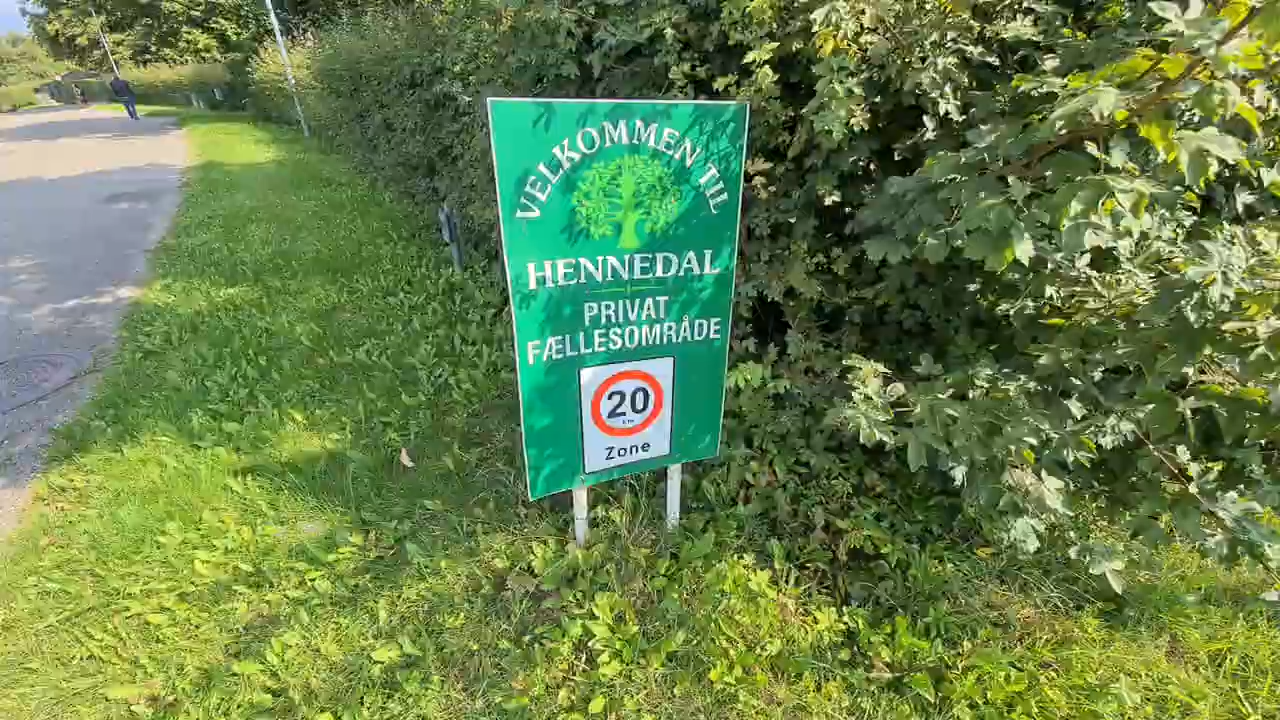 VELKOMMEN TIL
HENNEDAL
PRIVAT
FÆLLESOMRÅDE
20
km
Zone